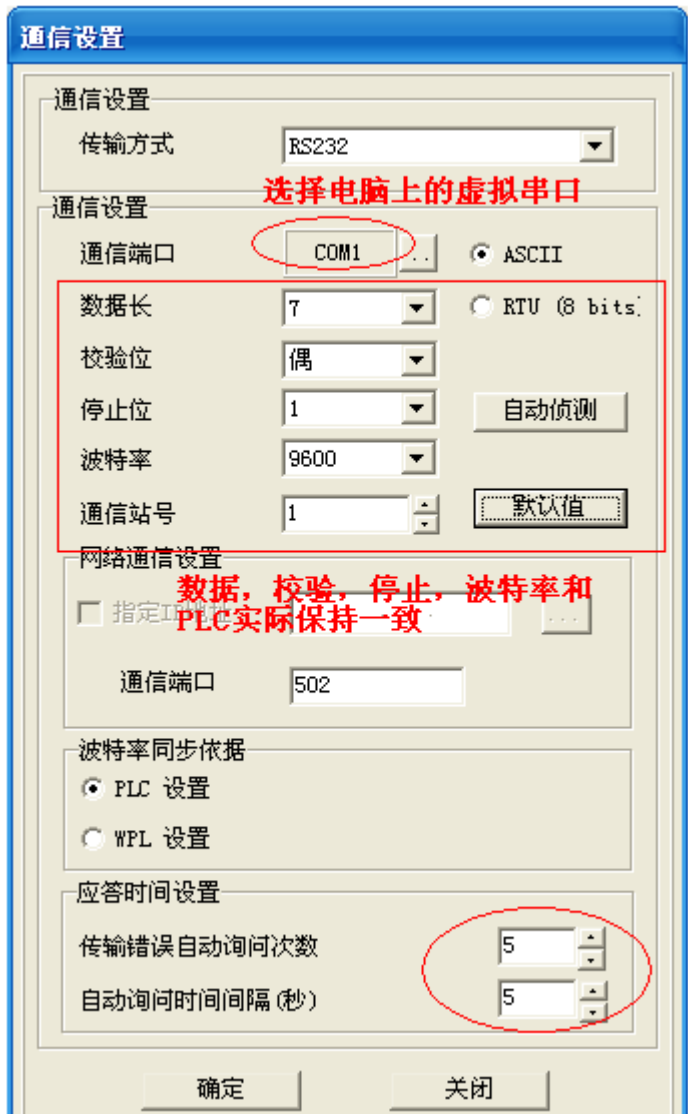 通信设置
通信设置
传输方式 RS232
选择电脑上的虚拟串口
通信设置
通信端口 COM1 .. ASCII
数据长 7 RTU (8 bits)
校验位 偶
停止位 1 自动侦测
波特率 9600
通信站号 1 默认值
网络通信设置
数据，校验，停止，波特率和
指定IP地址 ...
PLC实际保持一致
通信端口 502
波特率同步依据
PLC 设置
WPL 设置
应答时间设置
传输错误自动询问次数 5
自动询问时间间隔(秒) 5
确定 关闭